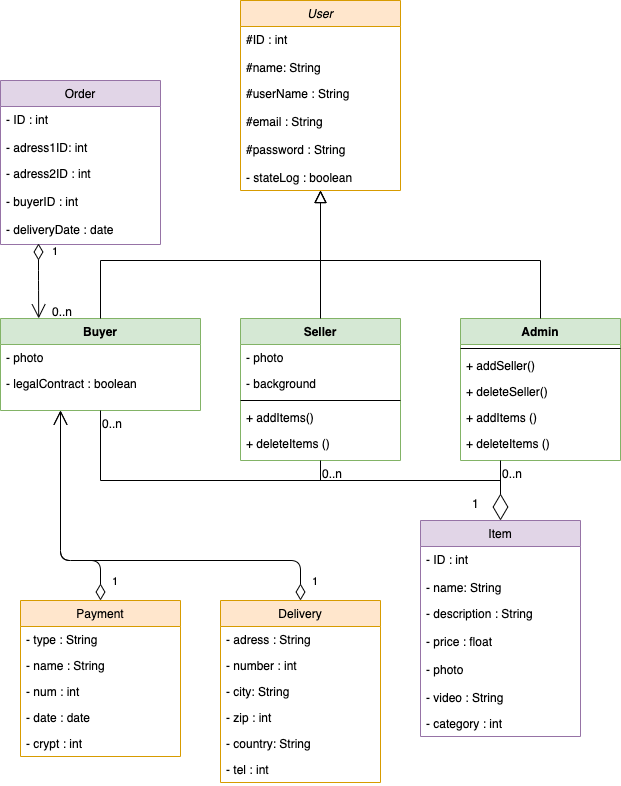 User
#ID : int
#name: String
#userName : String
#email : String
#password : String
- stateLog : boolean
Order
- ID : int
- adress1ID: int
- adress2ID : int
- buyerID : int
- deliveryDate : date
1
0..n
Buyer
- photo
- legalContract : boolean
0..n
Seller
- photo
- background
+ addItems()
+ deleteItems ()
0..n
Admin
+ addSeller()
+ deleteSeller()
+ addItems ()
+ deleteItems ()
0..n
1
Item
- ID : int
- name: String
- description : String
- price : float
- photo
- video : String
- category : int
1
Payment
- type : String
- name : String
- num : int
- date : date
- crypt : int
1
Delivery
- adress : String
- number : int
- city: String
- zip : int
- country: String
- tel : int